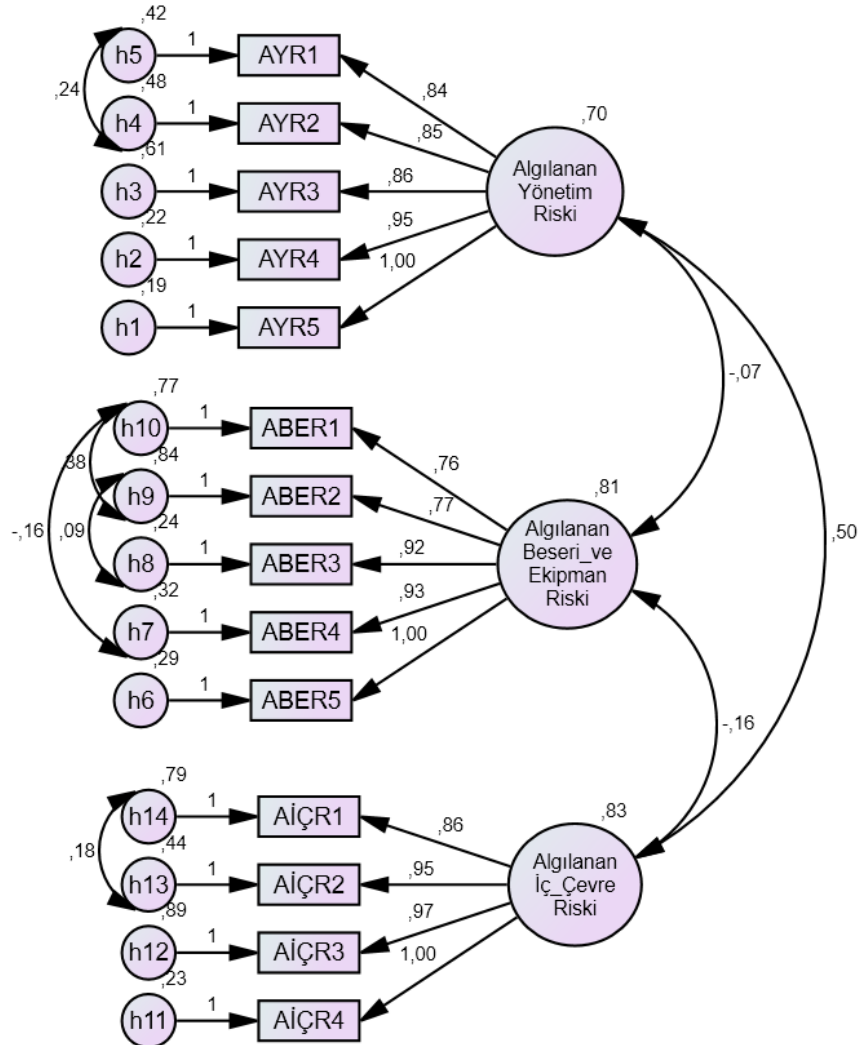 ,42
h5
1
AYR1
,84
,24
,48
h4
1
AYR2
,85
,70
,61
h3
1
AYR3
,86
Algılanan
Yönetim
Riski
,22
h2
1
AYR4
,95
,19
h1
1
AYR5
1,00
-,07
,77
h10
1
ABER1
,76
,84
h9
1
ABER2
,77
,81
-,16
,09
,24
h8
1
ABER3
,92
Algılanan
Beseri_ve
Ekipman
Riski
,50
,32
h7
1
ABER4
,93
,29
h6
1
ABER5
1,00
-,16
,79
h14
1
AİÇR1
,86
,83
,18
,44
h13
1
AİÇR2
,95
Algılanan
İç_Çevre
Riski
,89
h12
1
AİÇR3
,97
,23
h11
1
AİÇR4
1,00